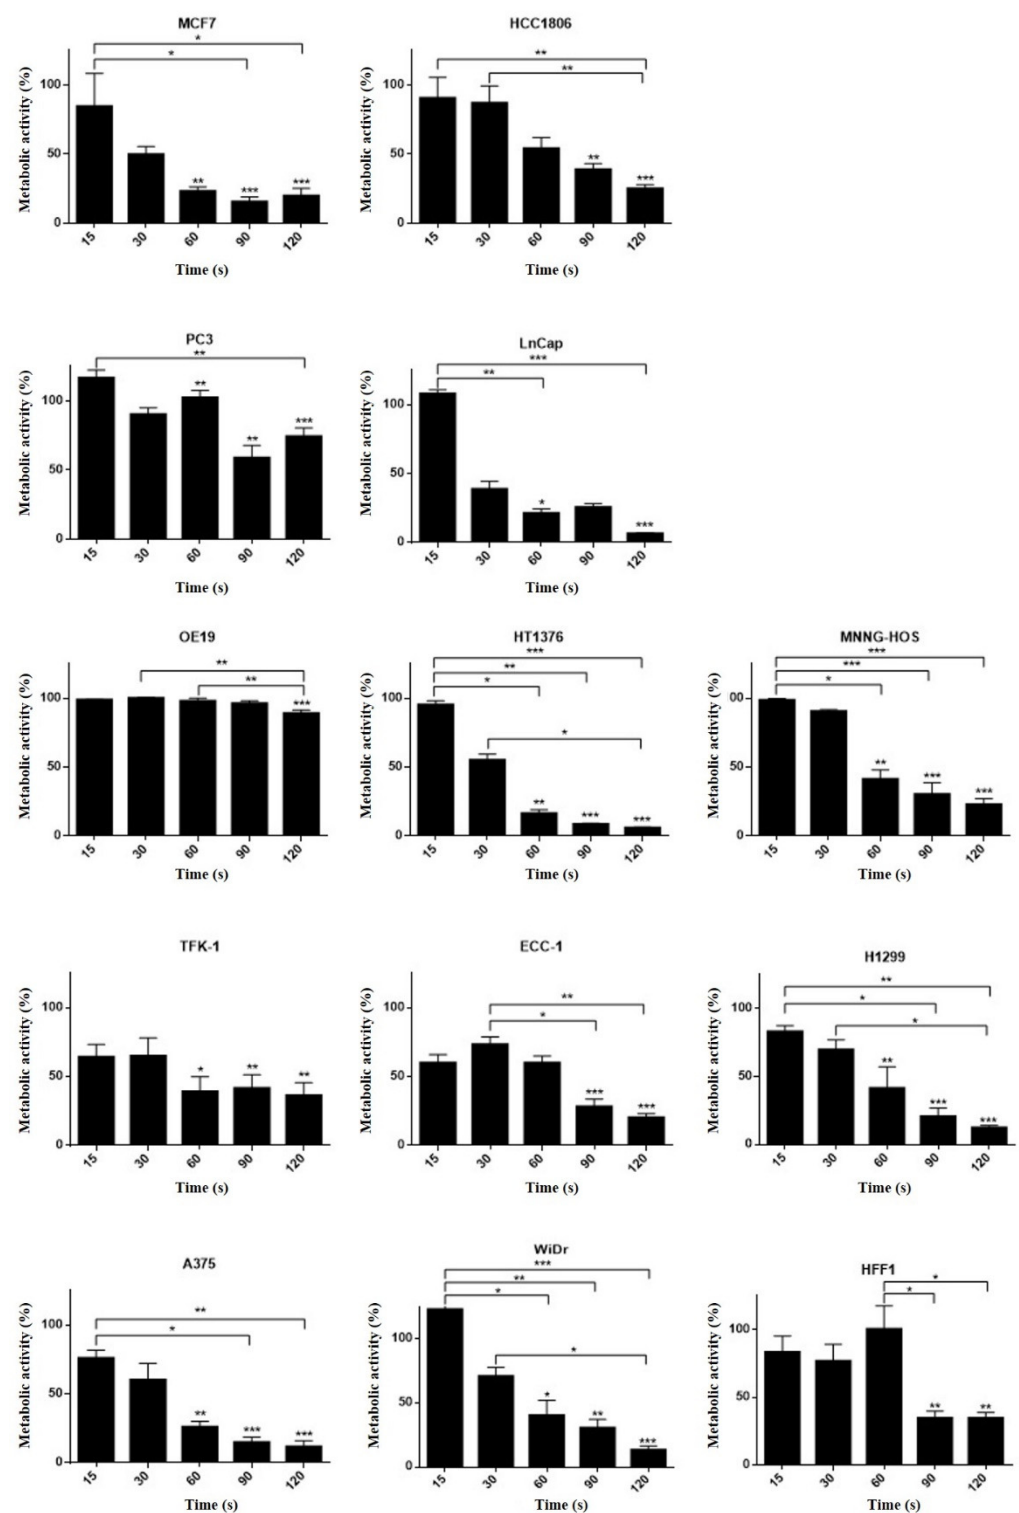 MCF7
*
*
100
50
0
**
***
***
15 30 60 90 120
Time (s)
Metabolic activity (%)
HCC1806
**
**
100
50
0
**
***
15 30 60 90 120
Time (s)
Metabolic activity (%)
PC3
**
100
50
0
**
**
***
15 30 60 90 120
Time (s)
Metabolic activity (%)
LnCap
***
**
100
50
0
*
***
15 30 60 90 120
Time (s)
Metabolic activity (%)
OE19
**
**
***
100
50
0
15 30 60 90 120
Time (s)
Metabolic activity (%)
HT1376
***
**
*
*
100
50
0
**
***
***
15 30 60 90 120
Time (s)
Metabolic activity (%)
MNNG-HOS
***
***
*
00
50
0
**
***
***
15 30 60 90 120
Time (s)
Metabolic activity (%)
TFK-1
100
50
0
*
**
**
15 30 60 90 120
Time (s)
Metabolic activity (%)
ECC-1
**
*
100
50
0
***
***
15 30 60 90 120
Time (s)
Metabolic activity (%)
H1299
**
*
*
100
50
0
**
***
***
15 30 60 90 120
Time (s)
Metabolic activity (%)
A375
**
*
100
50
0
**
***
***
15 30 60 90 120
Time (s)
Metabolic activity (%)
WiDr
***
**
*
*
100
50
0
*
**
***
15 30 60 90 120
Time (s)
Metabolic activity (%)
HFF1
*
*
100
50
0
**
**
15 30 60 90 120
Time (s)
Metabolic activity (%)